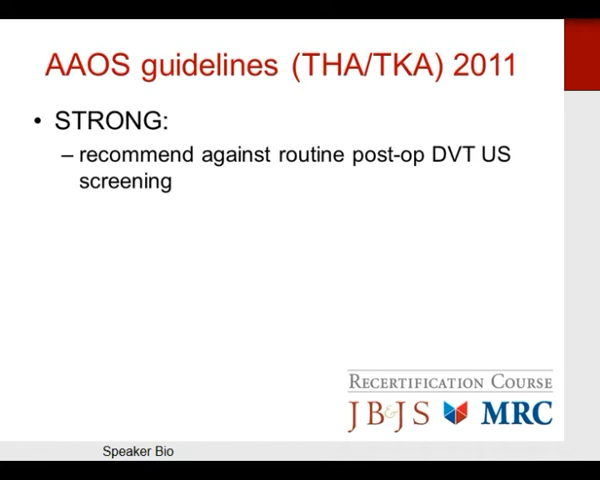 AAOS guidelines (THA/TKA) 2011
• STRONG:
– recommend against routine post-op DVT US
screening
RECERTIFICATION COURSE
JB&JS MRC
Speaker Bio